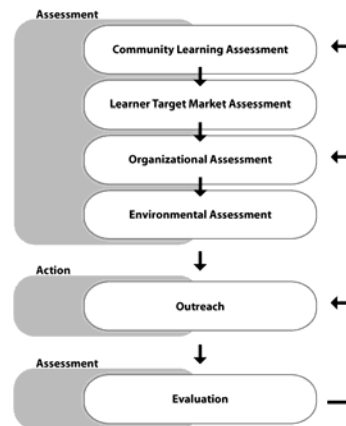 Assessment
Community Learning Assessment
Learner Target Market Assessment
Organizational Assessment
Environmental Assessment
Action
Outreach
Assessment
Evaluation